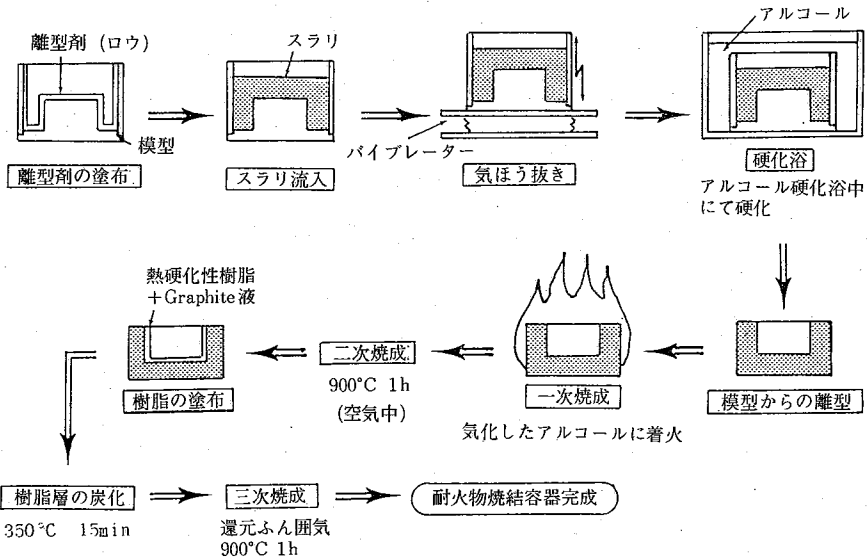 離型剤 (ロウ)
模型
離型剤の塗布
スラリ
スラリ流入
バイブレーター
気ほう抜き
アルコール
硬化浴
アルコール硬化浴中
にて硬化
模型からの離型
一次焼成
気化したアルコールに着火
二次焼成
900°C 1h
(空気中)
熱硬化性樹脂
+Graphite液
樹脂の塗布
樹脂層の炭化
350°C 15min
三次焼成
還元ふん囲気
900°C 1h
耐火物焼結容器完成